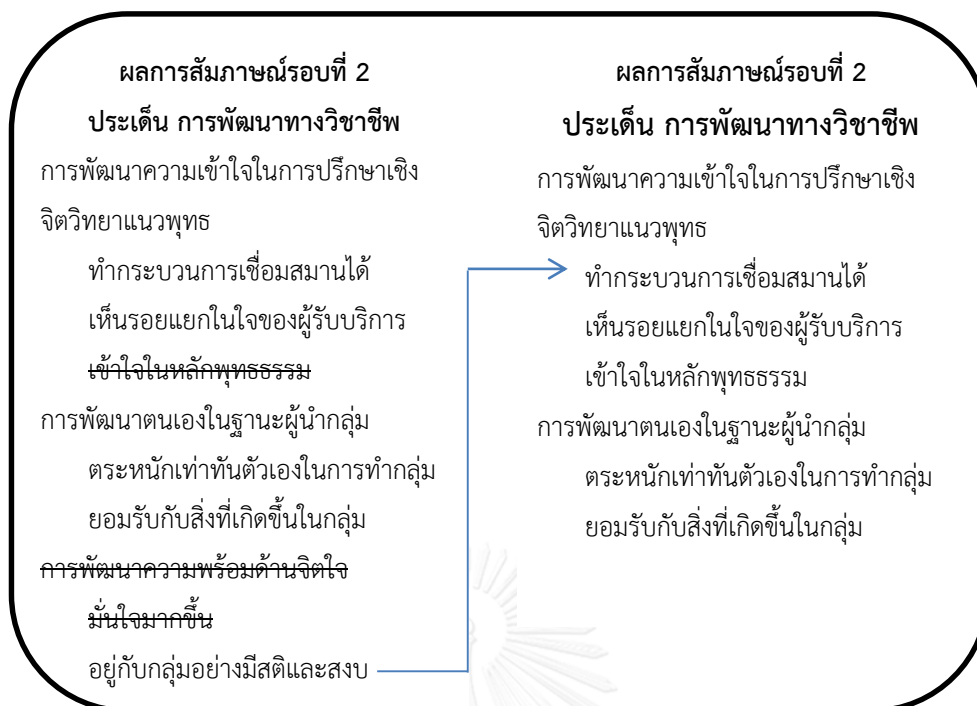 ผลการสัมภาษณ์รอบที่ 2
ประเด็น การพัฒนาทางวิชาชีพ
การพัฒนาความเข้าใจในการปรึกษาเชิง
จิตวิทยาแนวพุทธ
ทำกระบวนการเชื่อมสมานได้
เห็นรอยแยกในใจของผู้รับบริการ
เข้าใจในหลักพุทธธรรม
การพัฒนาตนเองในฐานะผู้นำกลุ่ม
ตระหนักเท่าทันตัวเองในการทำกลุ่ม
ยอมรับกับสิ่งที่เกิดขึ้นในกลุ่ม
การพัฒนาความพร้อมด้านจิตใจ
มั่นใจมากขึ้น
อยู่กับกลุ่มอย่างมีสติและสงบ
ผลการสัมภาษณ์รอบที่ 2
ประเด็น การพัฒนาทางวิชาชีพ
การพัฒนาความเข้าใจในการปรึกษาเชิง
จิตวิทยาแนวพุทธ
ทำกระบวนการเชื่อมสมานได้
เห็นรอยแยกในใจของผู้รับบริการ
เข้าใจในหลักพุทธธรรม
การพัฒนาตนเองในฐานะผู้นำกลุ่ม
ตระหนักเท่าทันตัวเองในการทำกลุ่ม
ยอมรับกับสิ่งที่เกิดขึ้นในกลุ่ม